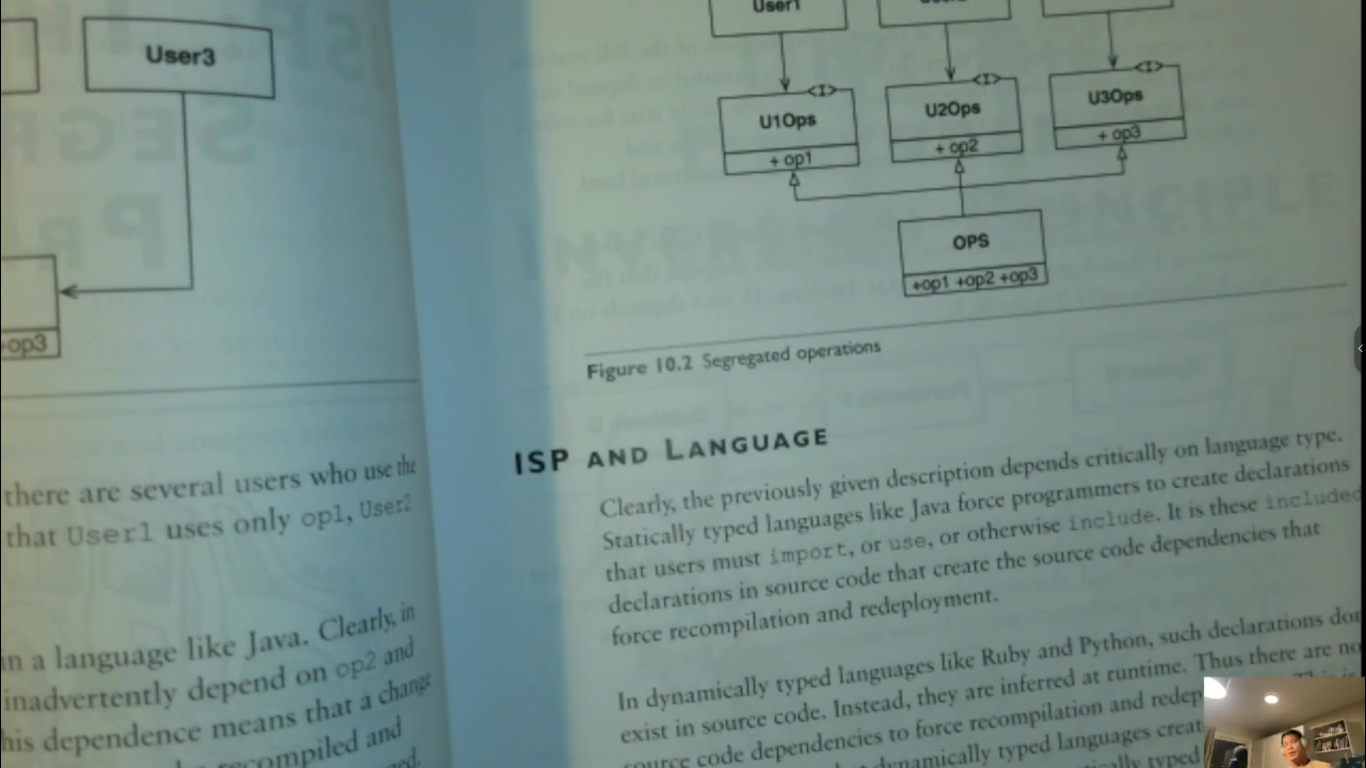 User3
+op3
there are several users who use the
that User1 uses only op1, User2
in a language like Java. Clearly, in
inadvertently depend on op2 and
his dependence means that a change
recompiled and
User1
<I>
<I>
<I>
U1Ops
U2Ops
U3Ops
+ op1
+ op2
+ op3
OPS
+op1 +op2 +op3
Figure 10.2 Segregated operations
ISP AND LANGUAGE
Clearly, the previously given description depends critically on language type.
Statically typed languages like Java force programmers to create declarations
that users must import, or use, or otherwise include. It is these included
declarations in source code that create the source code dependencies that
force recompilation and redeployment.
In dynamically typed languages like Ruby and Python, such declarations don
exist in source code. Instead, they are inferred at runtime. Thus there are no
source code dependencies to force recompilation and redep
dynamically typed languages creat